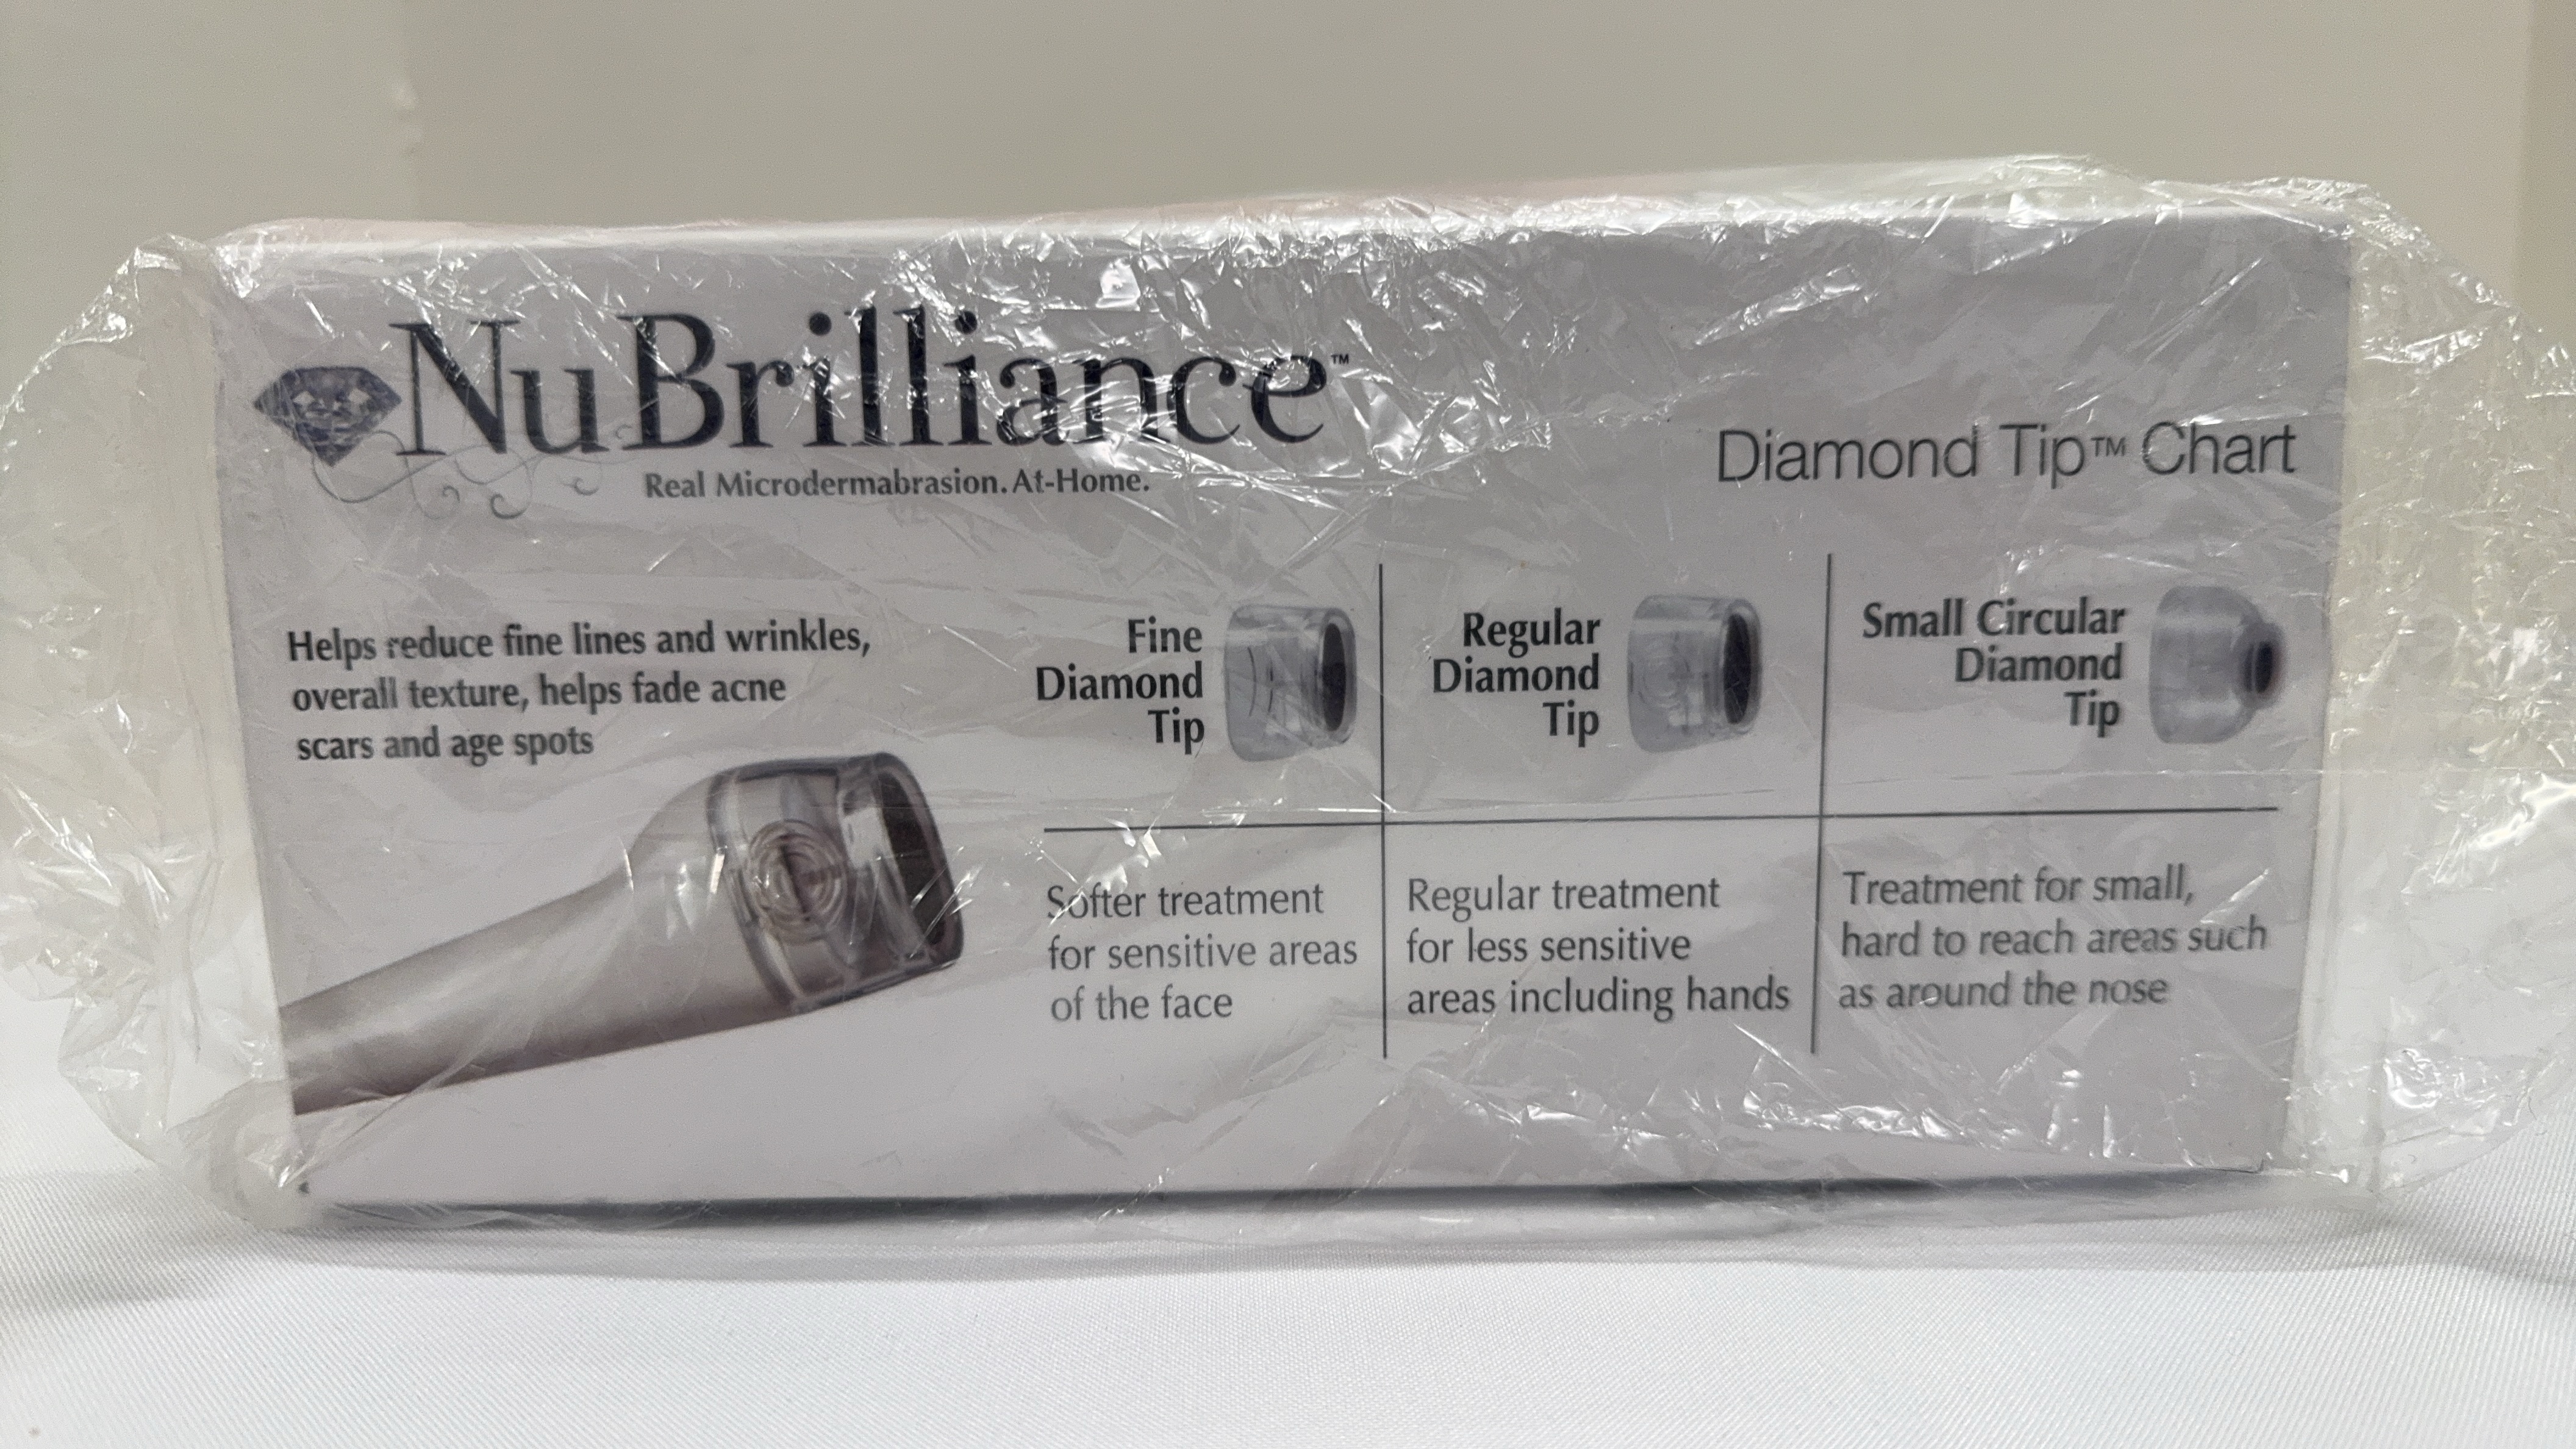 NuBrilliance™
Real Microdermabrasion. At-Home.
Diamond Tip™ Chart
Helps reduce fine lines and wrinkles,
overall texture, helps fade acne
scars and age spots
Fine
Diamond
Tip
Softer treatment
for sensitive areas
of the face
Regular
Diamond
Tip
Regular treatment
for less sensitive
areas including hands
Small Circular
Diamond
Tip
Treatment for small,
hard to reach areas such
as around the nose